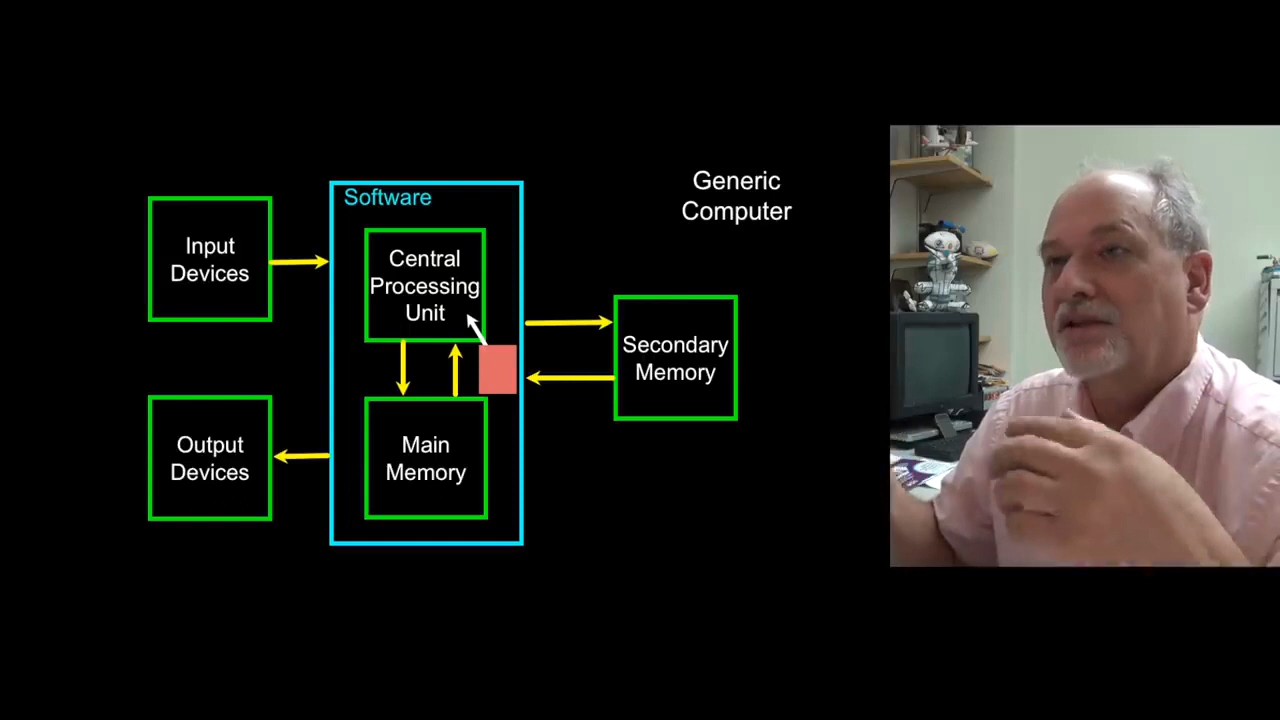 Generic
Computer
Software
Input
Devices
Central
Processing
Unit
Secondary
Memory
Output
Devices
Main
Memory